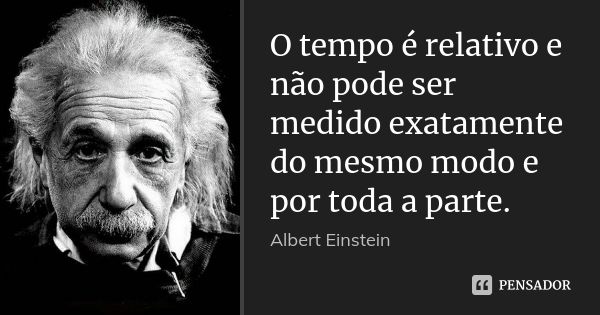 O tempo é relativo e
não pode ser
medido exatamente
do mesmo modo e
por toda a parte.
Albert Einstein
PENSADOR